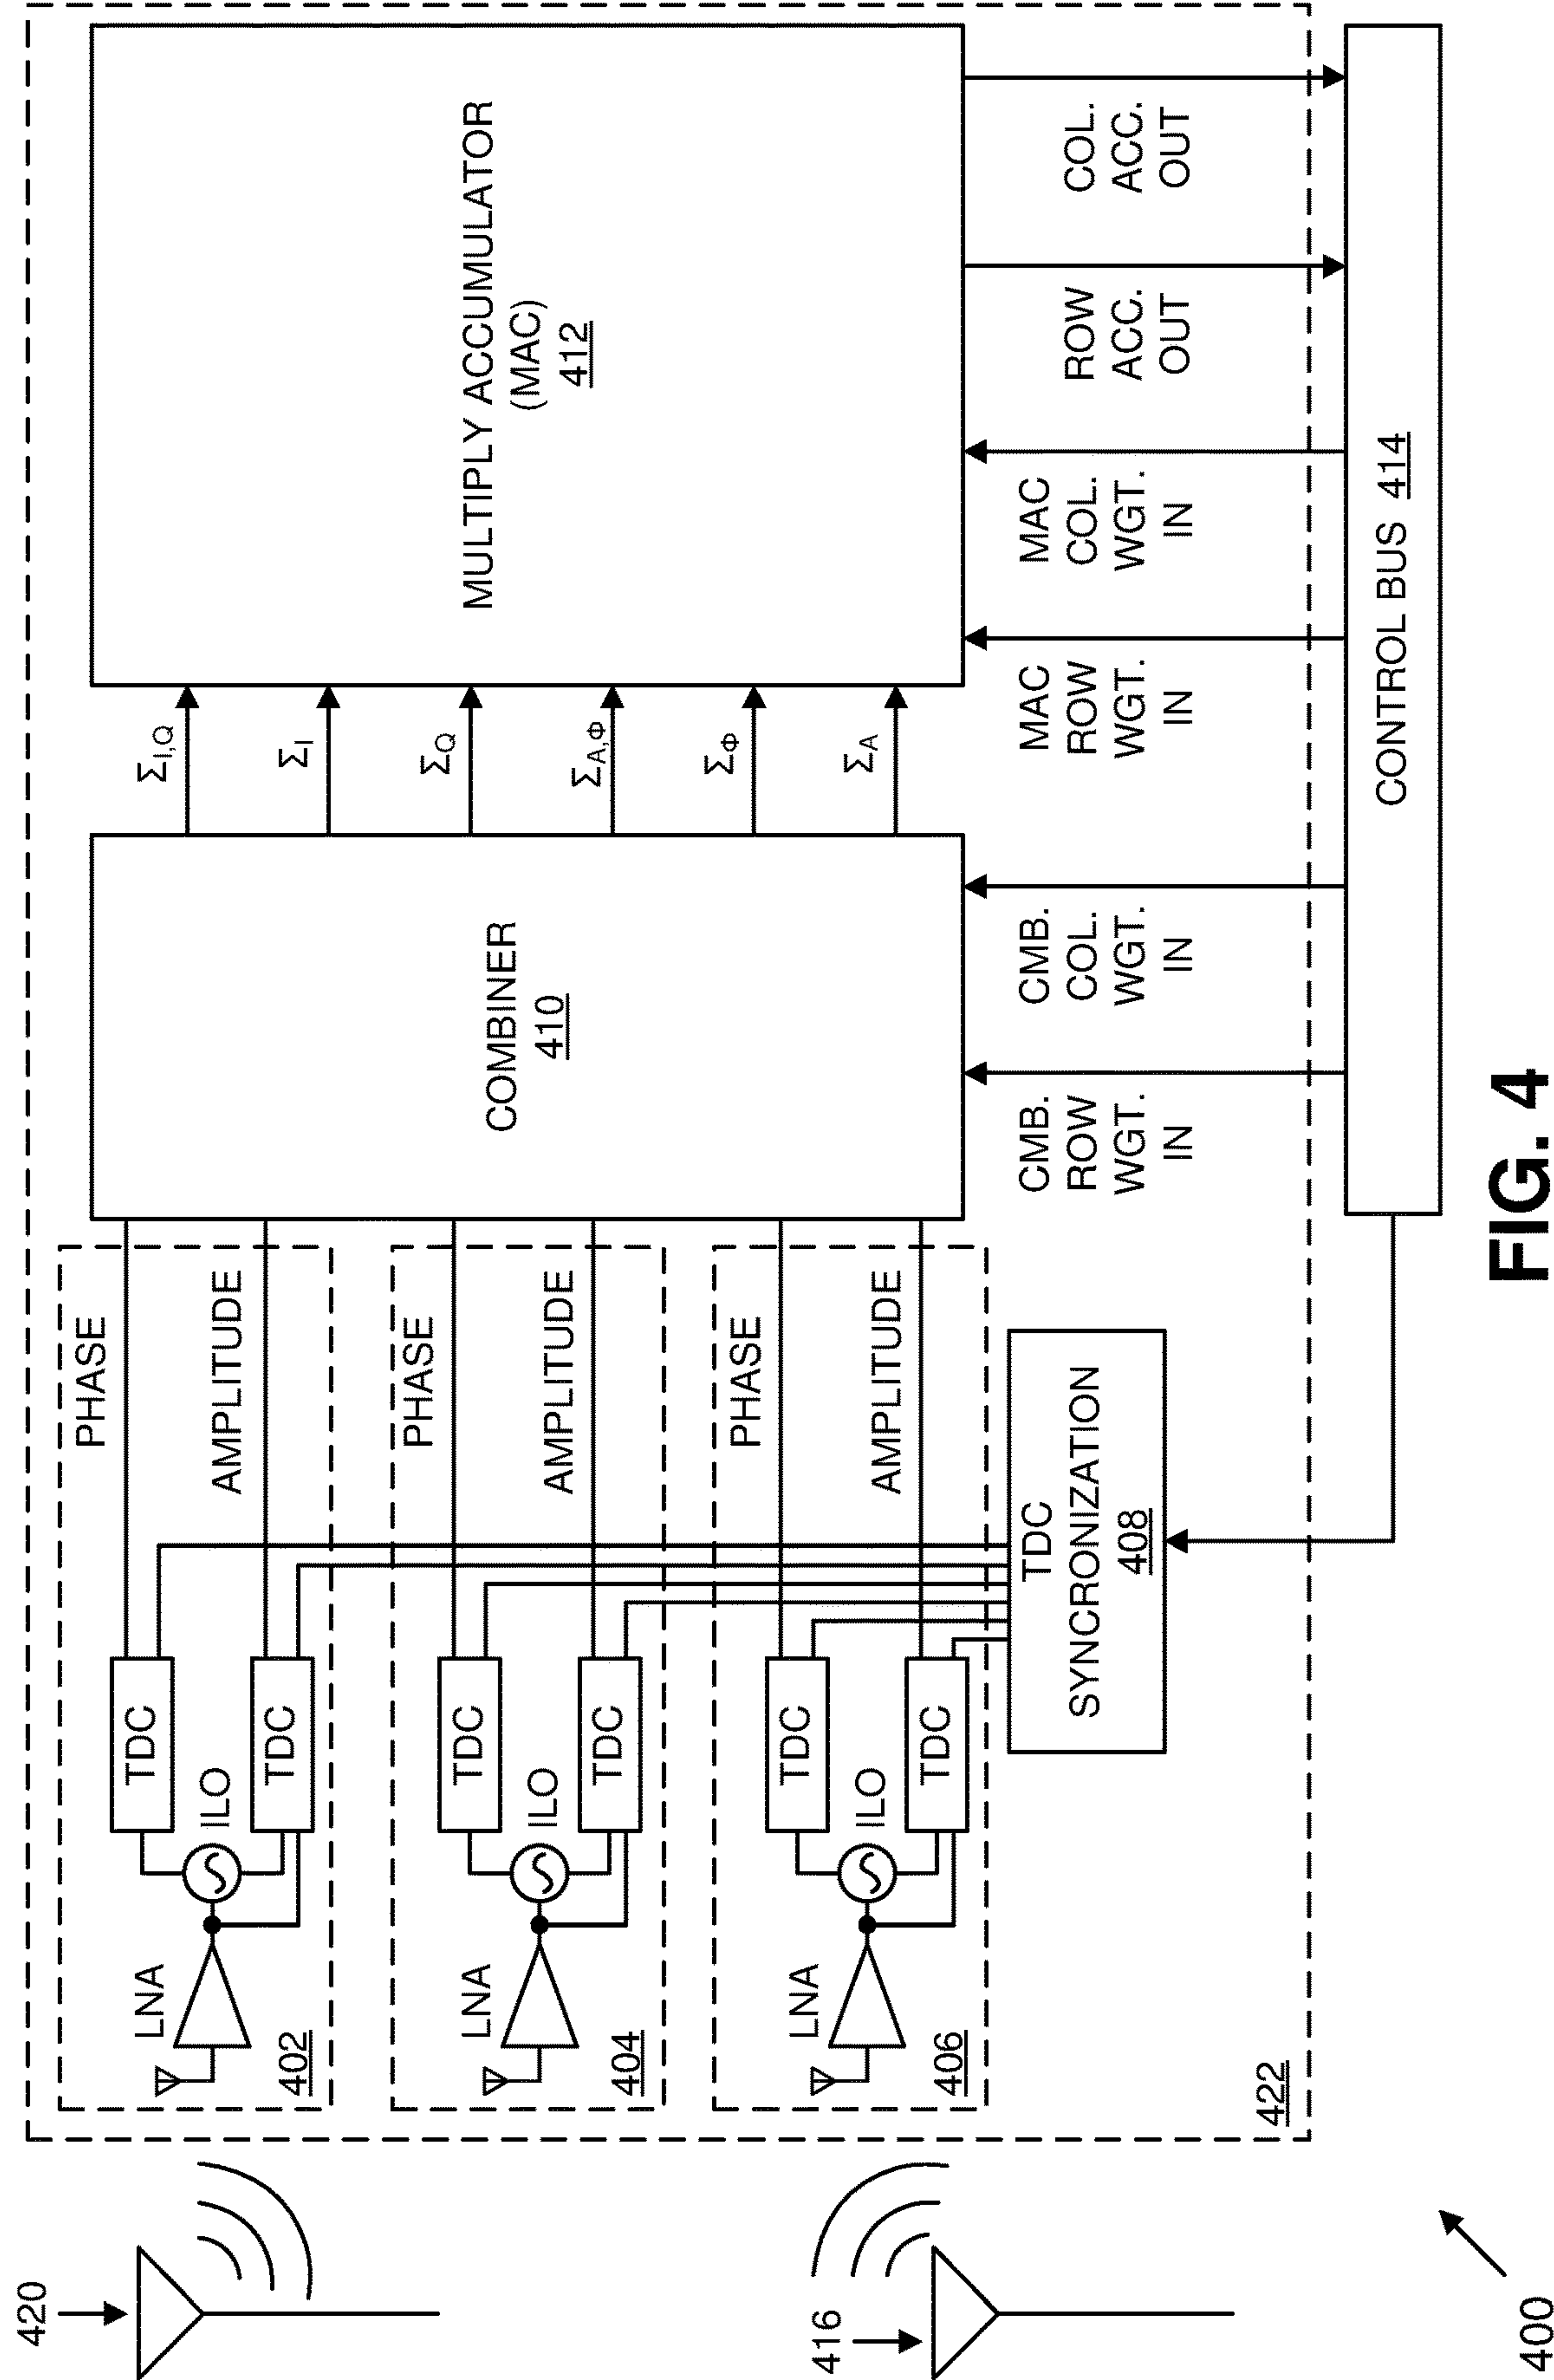 420
416
400
422
402
LNA
ILO
TDC
TDC
PHASE
AMPLITUDE
404
LNA
ILO
TDC
TDC
PHASE
AMPLITUDE
406
LNA
ILO
TDC
TDC
PHASE
AMPLITUDE
TDC
SYNCRONIZATION
408
COMBINER
410
Σ_I,Q
Σ_I
Σ_Q
Σ_A,Φ
Σ_Φ
Σ_A
MULTIPLY ACCUMULATOR
(MAC)
412
CMB.
ROW
WGT.
IN
CMB.
COL.
WGT.
IN
MAC
ROW
WGT.
IN
MAC
COL.
WGT.
IN
ROW
ACC.
OUT
COL.
ACC.
OUT
CONTROL BUS 414
FIG. 4